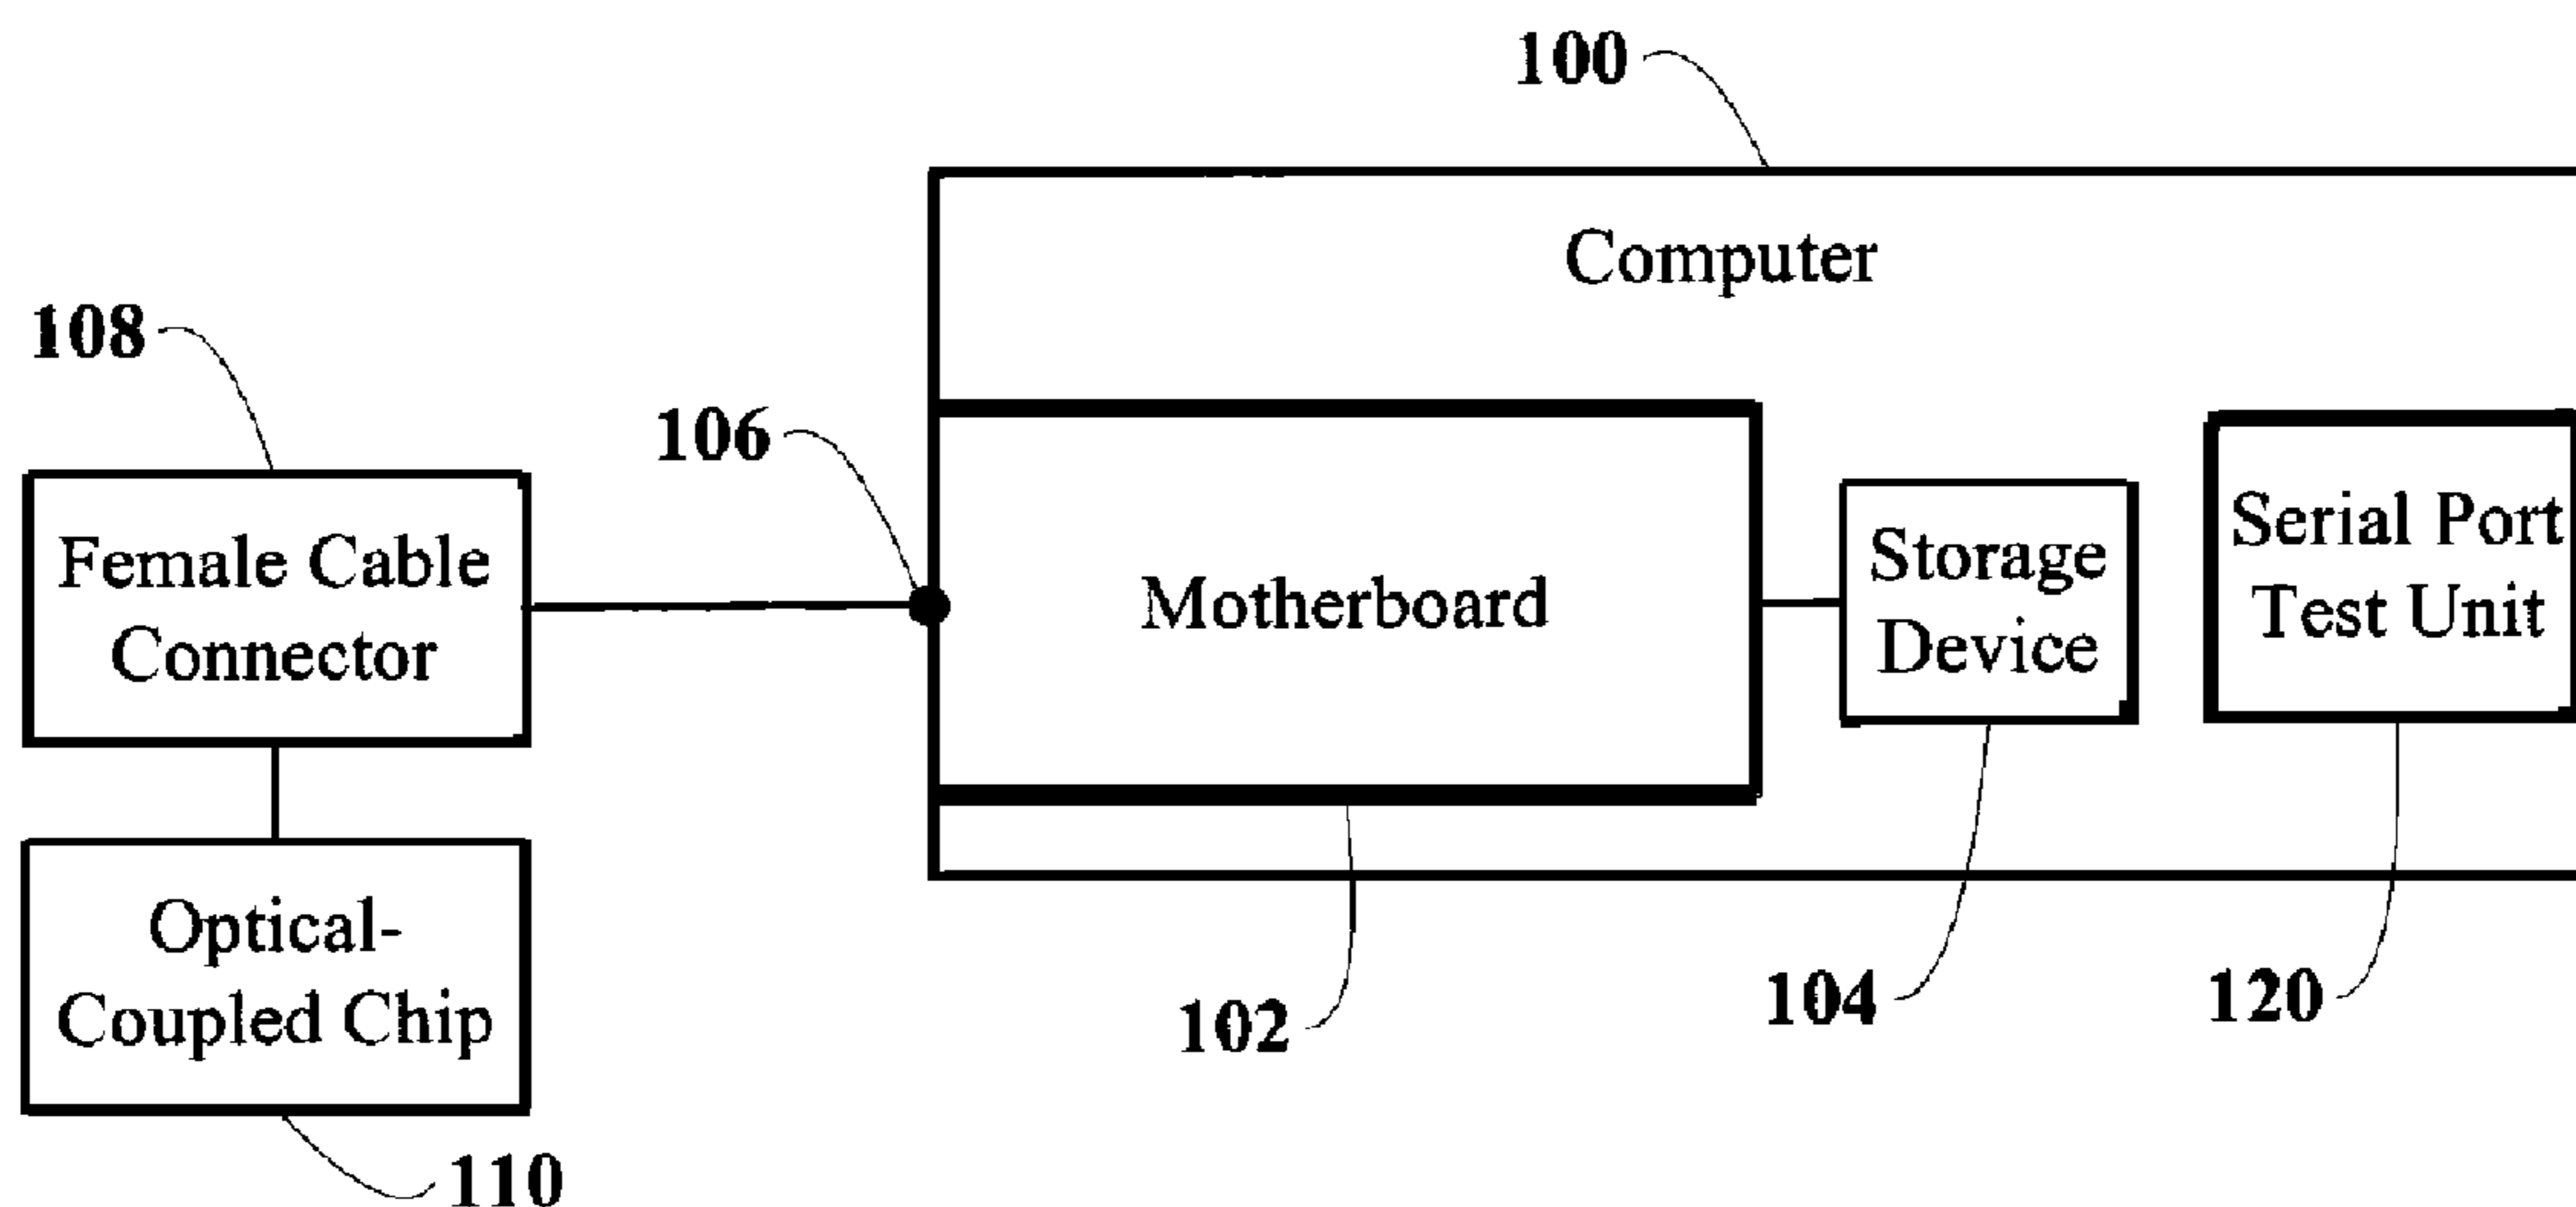 100
Computer
108
106
Female Cable
Connector
Motherboard
Storage
Device
Serial Port
Test Unit
Optical-
Coupled Chip
102
104
120
110